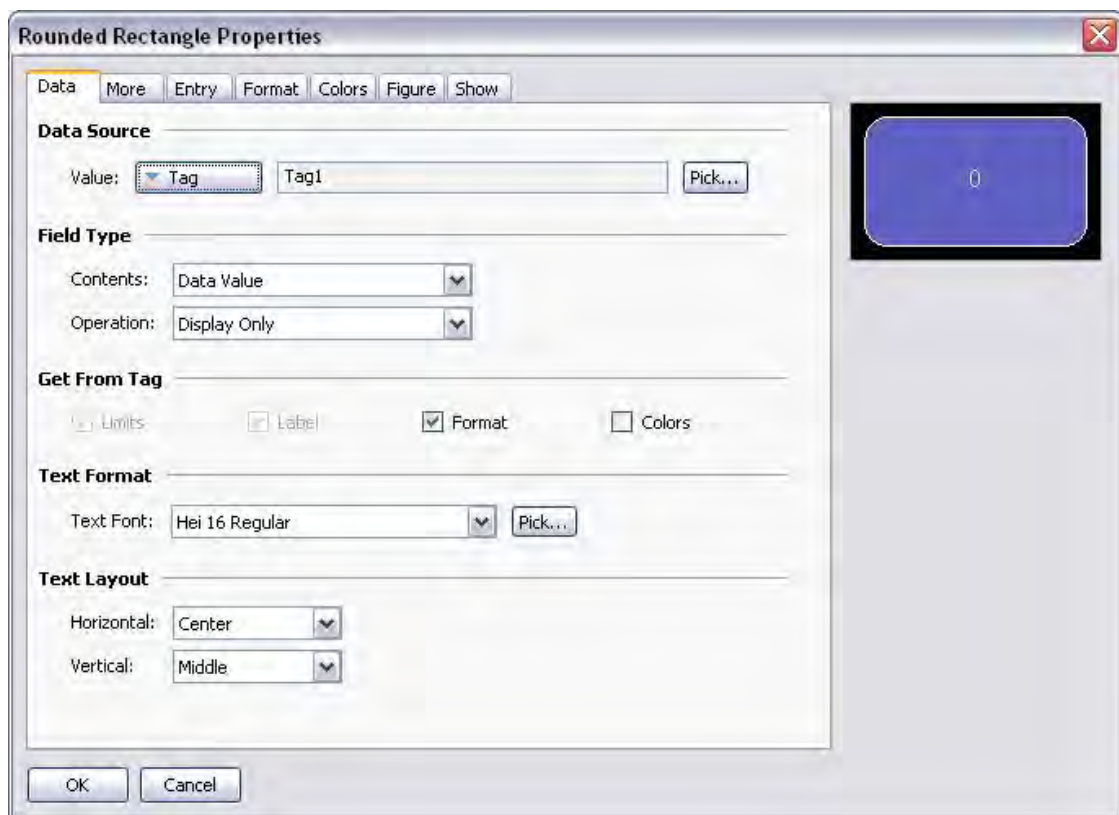 Rounded Rectangle Properties
Data More Entry Format Colors Figure Show
Data Source
Value: Tag Tag1 Pick...
0
Field Type
Contents: Data Value
Operation: Display Only
Get From Tag
Limits Label Format Colors
Text Format
Text Font: Hei 16 Regular Pick...
Text Layout
Horizontal: Center
Vertical: Middle
OK Cancel